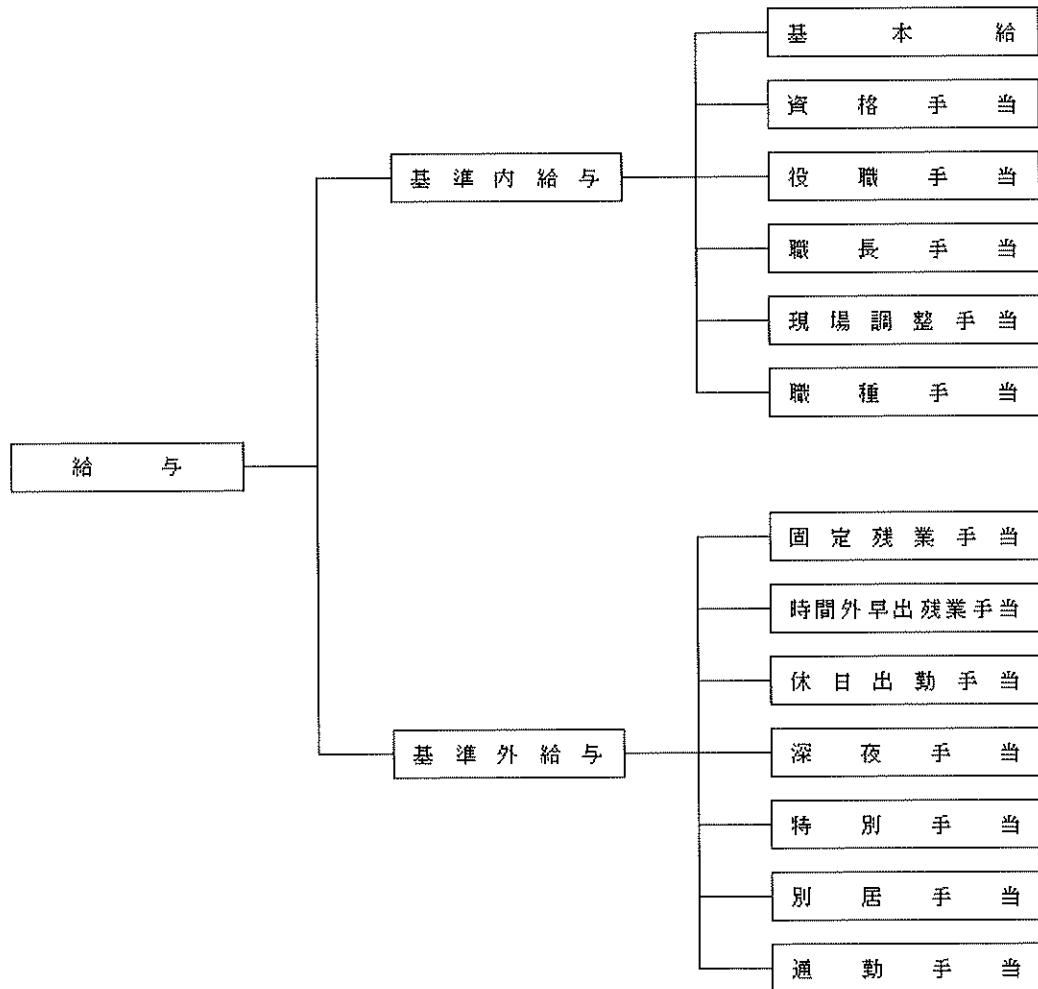 給与
基準内給与
基本給
資格手当
役職手当
職長手当
現場調整手当
職種手当
基準外給与
固定残業手当
時間外早出残業手当
休日出勤手当
深夜手当
特別手当
別居手当
通勤手当